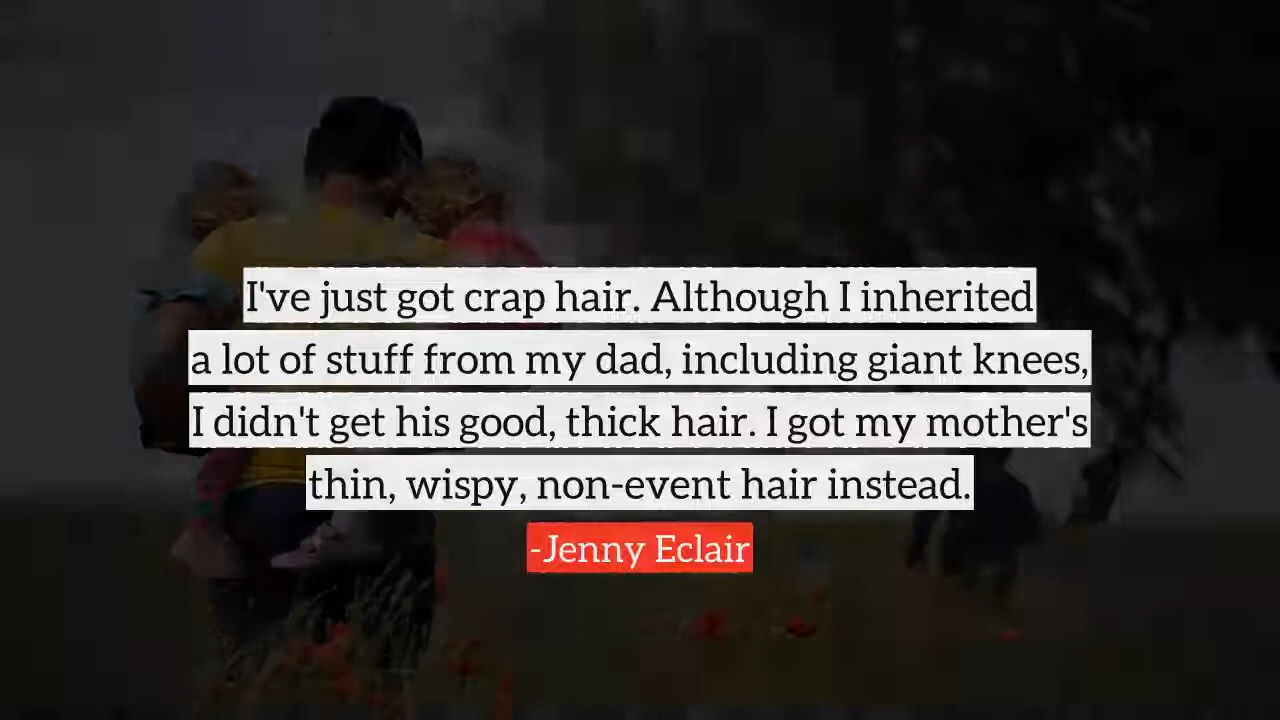 I've just got crap hair. Although I inherited
a lot of stuff from my dad, including giant knees,
I didn't get his good, thick hair. I got my mother's
thin, wispy, non-event hair instead.
-Jenny Eclair